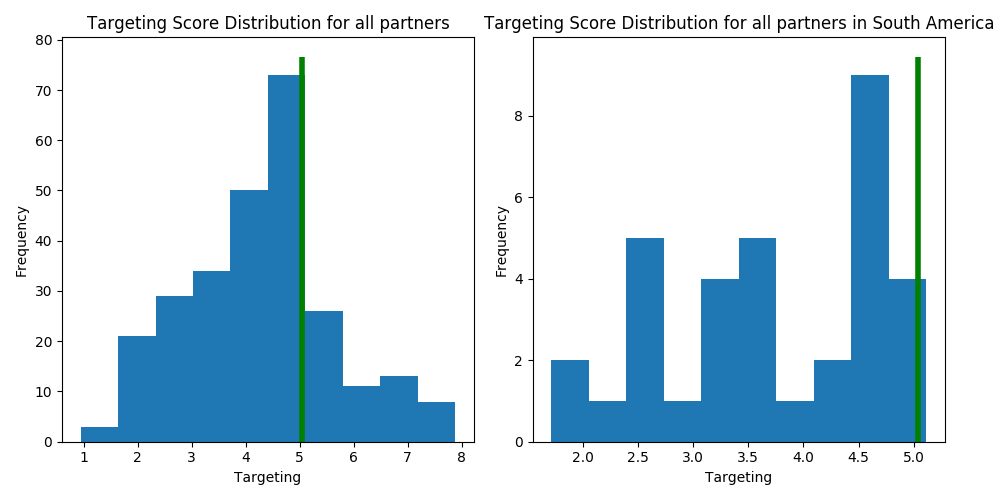 Targeting Score Distribution for all partners
80
70
60
50
40
30
20
10
0
Frequency
1 2 3 4 5 6 7 8
Targeting
Targeting Score Distribution for all partners in South America
8
6
4
2
0
Frequency
2.0 2.5 3.0 3.5 4.0 4.5 5.0
Targeting